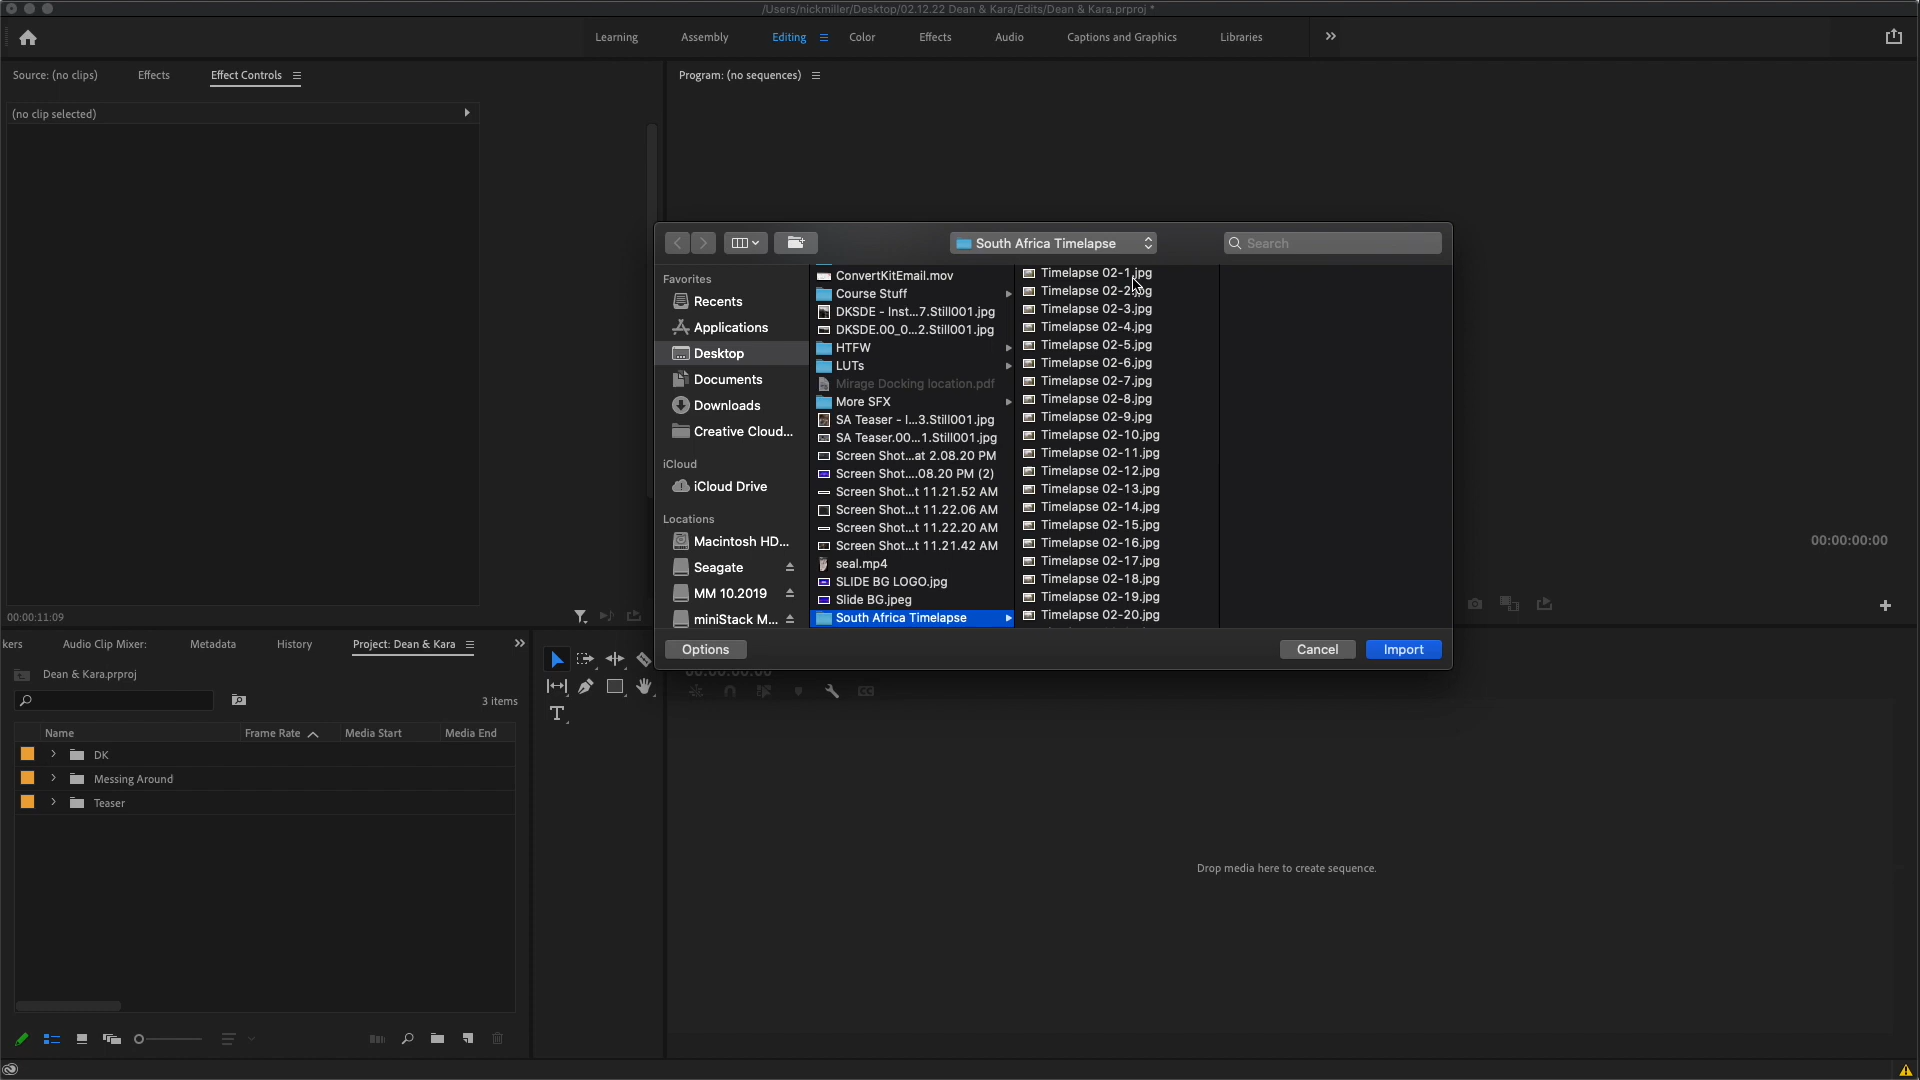 /Users/nickmiller/Desktop/02.12.22 Dean & Kara/Edits/Dean & Kara.prproj *
Learning Assembly Editing Color Effects Audio Captions and Graphics Libraries
Source: (no clips) Effects Effect Controls
Program: (no sequences)
(no clip selected)
00:00:11:09
South Africa Timelapse
Search
Favorites
Recents
Applications
Desktop
Documents
Downloads
Creative Cloud...
iCloud
iCloud Drive
Locations
Macintosh HD...
Seagate
MM 10.2019
miniStack M...
ConvertKitEmail.mov
Course Stuff
DKSDE - Inst...7.Still001.jpg
DKSDE.00_0...2.Still001.jpg
HTFW
LUTs
Mirage Docking location.pdf
More SFX
SA Teaser - I...3.Still001.jpg
SA Teaser.00...1.Still001.jpg
Screen Shot...at 2.08.20 PM
Screen Shot....08.20 PM (2)
Screen Shot...t 11.21.52 AM
Screen Shot...t 11.22.06 AM
Screen Shot...t 11.22.20 AM
Screen Shot...t 11.21.42 AM
seal.mp4
SLIDE BG LOGO.jpg
Slide BG.jpeg
South Africa Timelapse
Timelapse 02-1.jpg
Timelapse 02-2.jpg
Timelapse 02-3.jpg
Timelapse 02-4.jpg
Timelapse 02-5.jpg
Timelapse 02-6.jpg
Timelapse 02-7.jpg
Timelapse 02-8.jpg
Timelapse 02-9.jpg
Timelapse 02-10.jpg
Timelapse 02-11.jpg
Timelapse 02-12.jpg
Timelapse 02-13.jpg
Timelapse 02-14.jpg
Timelapse 02-15.jpg
Timelapse 02-16.jpg
Timelapse 02-17.jpg
Timelapse 02-18.jpg
Timelapse 02-19.jpg
Timelapse 02-20.jpg
Options
Cancel
Import
00:00:00:00
kers Audio Clip Mixer: Metadata History Project: Dean & Kara
Dean & Kara.prproj
3 items
Name Frame Rate Media Start Media End
DK
Messing Around
Teaser
00:00:00:00
Drop media here to create sequence.